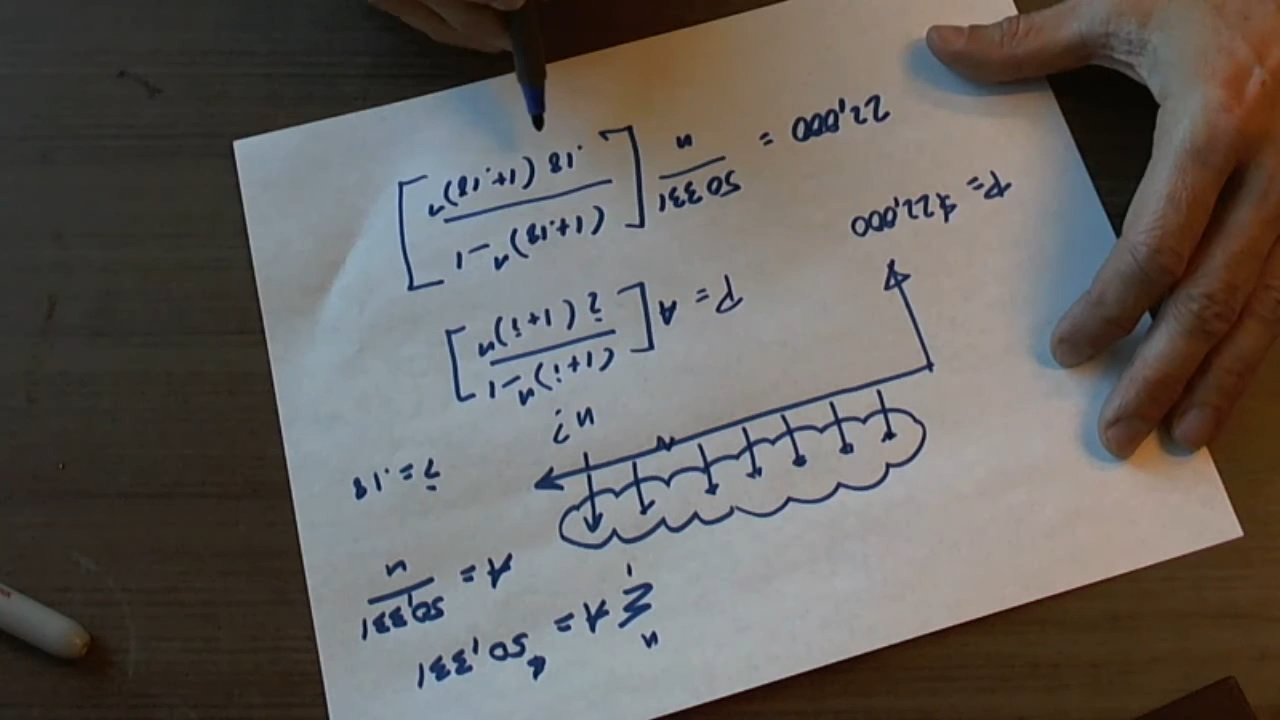 n
Σ A = $50,331
1
A = 50,331
n
i = .18
n?
P = $22,000
P = A [ (1+i)ⁿ - 1
i (1+i)ⁿ ]
22,000 = 50331
n [ (1+.18)ⁿ - 1
.18 (1+.18)ⁿ ]